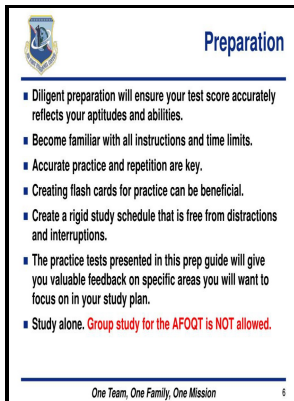 Preparation
Diligent preparation will ensure your test score accurately
reflects your aptitudes and abilities.
Become familiar with all instructions and time limits.
Accurate practice and repetition are key.
Creating flash cards for practice can be beneficial.
Create a rigid study schedule that is free from distractions
and interruptions.
The practice tests presented in this prep guide will give
you valuable feedback on specific areas you will want to
focus on in your study plan.
Study alone. Group study for the AFOQT is NOT allowed.
One Team, One Family, One Mission
6